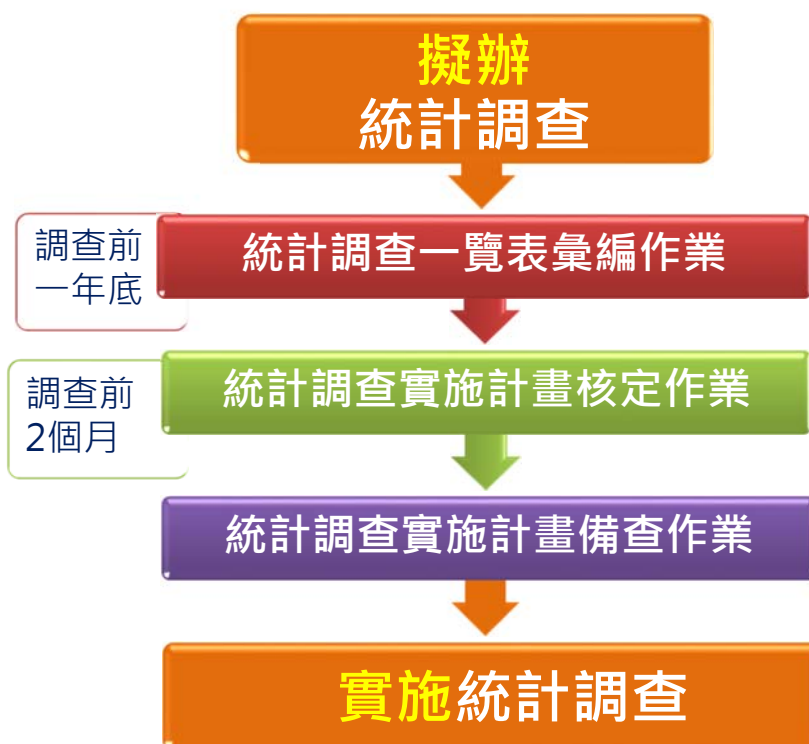 擬辦
統計調查
調查前
一年底
統計調查一覽表彙編作業
調查前
2個月
統計調查實施計畫核定作業
統計調查實施計畫備查作業
實施統計調查